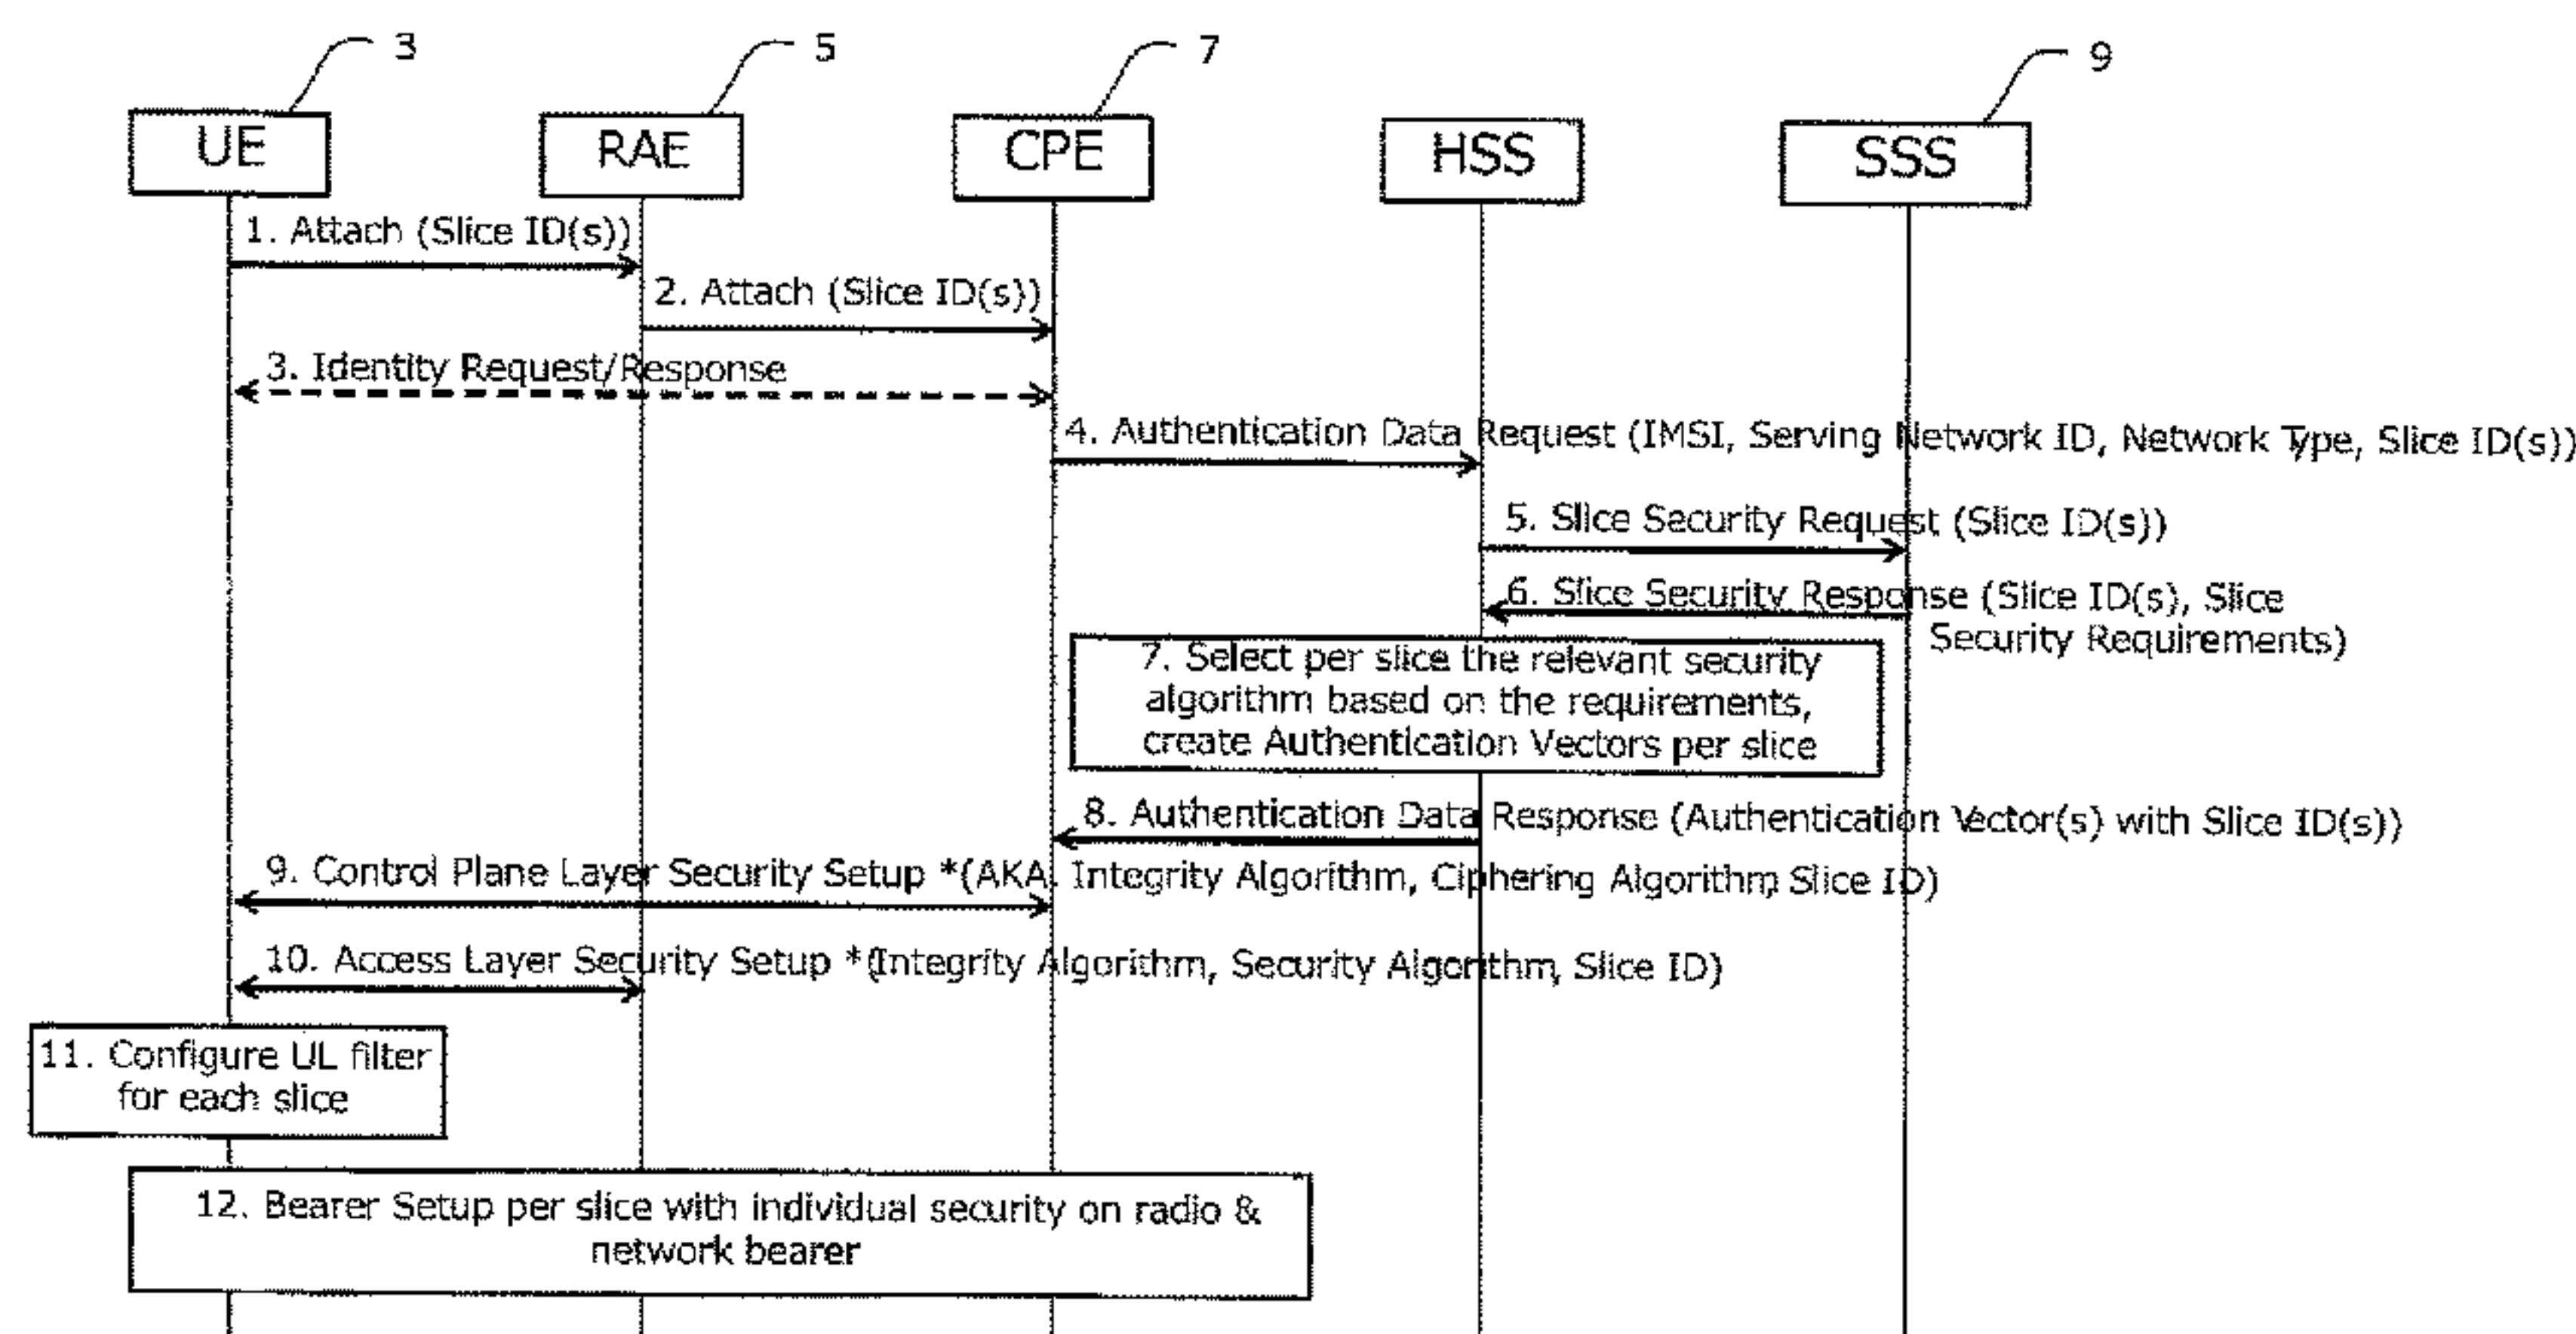 3
5
7
9
UE
RAE
CPE
HSS
SSS
1. Attach (Slice ID(s))
2. Attach (Slice ID(s))
3. Identity Request/Response
4. Authentication Data Request (IMSI, Serving Network ID, Network Type, Slice ID(s))
5. Slice Security Request (Slice ID(s))
6. Slice Security Response (Slice ID(s), Slice
Security Requirements)
7. Select per slice the relevant security
algorithm based on the requirements,
create Authentication Vectors per slice
8. Authentication Data Response (Authentication Vector(s) with Slice ID(s))
9. Control Plane Layer Security Setup *(AKA, Integrity Algorithm, Ciphering Algorithm, Slice ID)
10. Access Layer Security Setup *(Integrity Algorithm, Security Algorithm, Slice ID)
11. Configure UL filter
for each slice
12. Bearer Setup per slice with individual security on radio &
network bearer